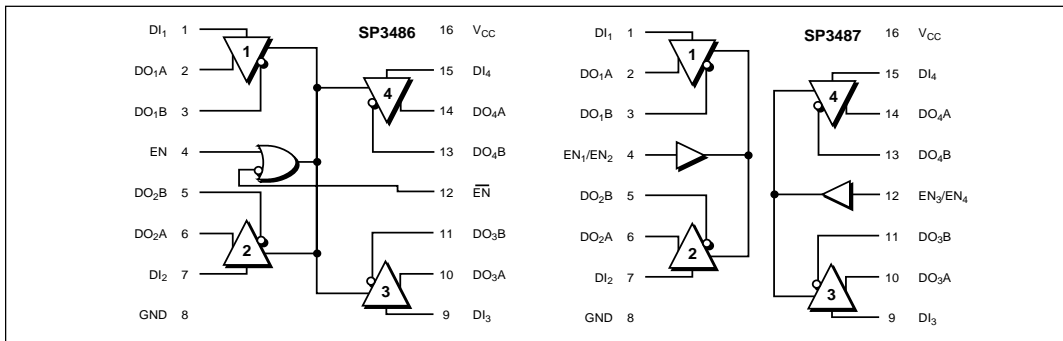 SP3486
DI₁ 1
DO₁A 2
DO₁B 3
EN 4
DO₂B 5
DO₂A 6
DI₂ 7
GND 8
16 V_CC
15 DI₄
14 DO₄A
13 DO₄B
12 E̅N̅
11 DO₃B
10 DO₃A
9 DI₃
1
2
3
4
SP3487
DI₁ 1
DO₁A 2
DO₁B 3
EN₁/EN₂ 4
DO₂B 5
DO₂A 6
DI₂ 7
GND 8
16 V_CC
15 DI₄
14 DO₄A
13 DO₄B
12 EN₃/EN₄
11 DO₃B
10 DO₃A
9 DI₃
1
2
3
4